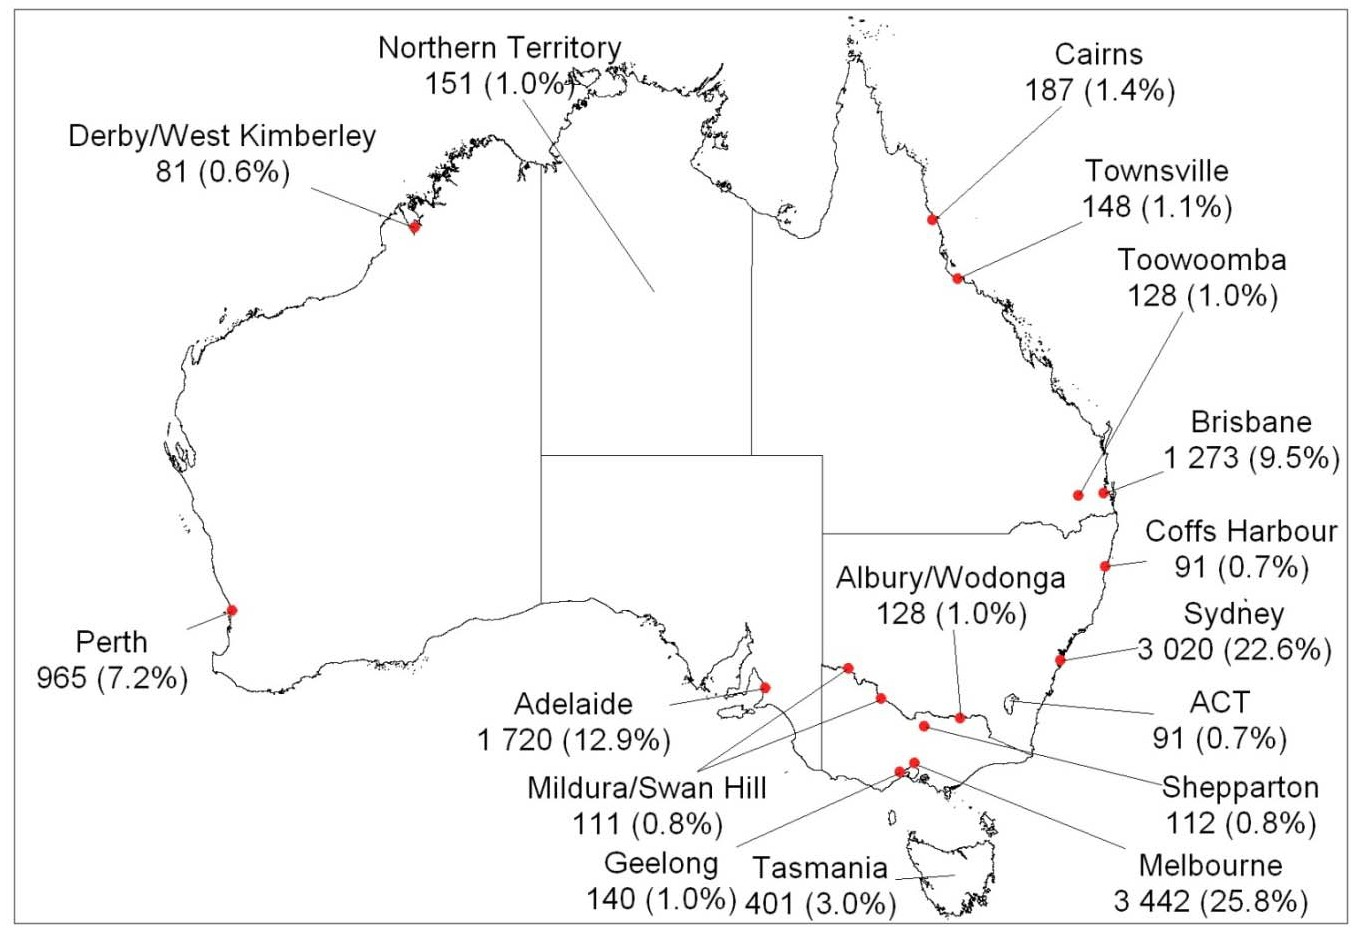 Northern Territory
151 (1.0%)
Cairns
187 (1.4%)
Derby/West Kimberley
81 (0.6%)
Townsville
148 (1.1%)
Toowoomba
128 (1.0%)
Brisbane
1 273 (9.5%)
Coffs Harbour
91 (0.7%)
Albury/Wodonga
128 (1.0%)
Sydney
3 020 (22.6%)
Perth
965 (7.2%)
Adelaide
1 720 (12.9%)
ACT
91 (0.7%)
Mildura/Swan Hill
111 (0.8%)
Shepparton
112 (0.8%)
Geelong
140 (1.0%)
Tasmania
401 (3.0%)
Melbourne
3 442 (25.8%)